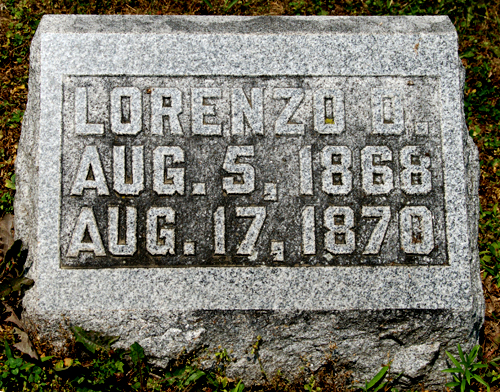 LORENZO D.
AUG. 5, 1868
AUG. 17, 1870